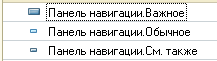 Панель навигации.Важное
Панель навигации.Обычное
Панель навигации.См. также